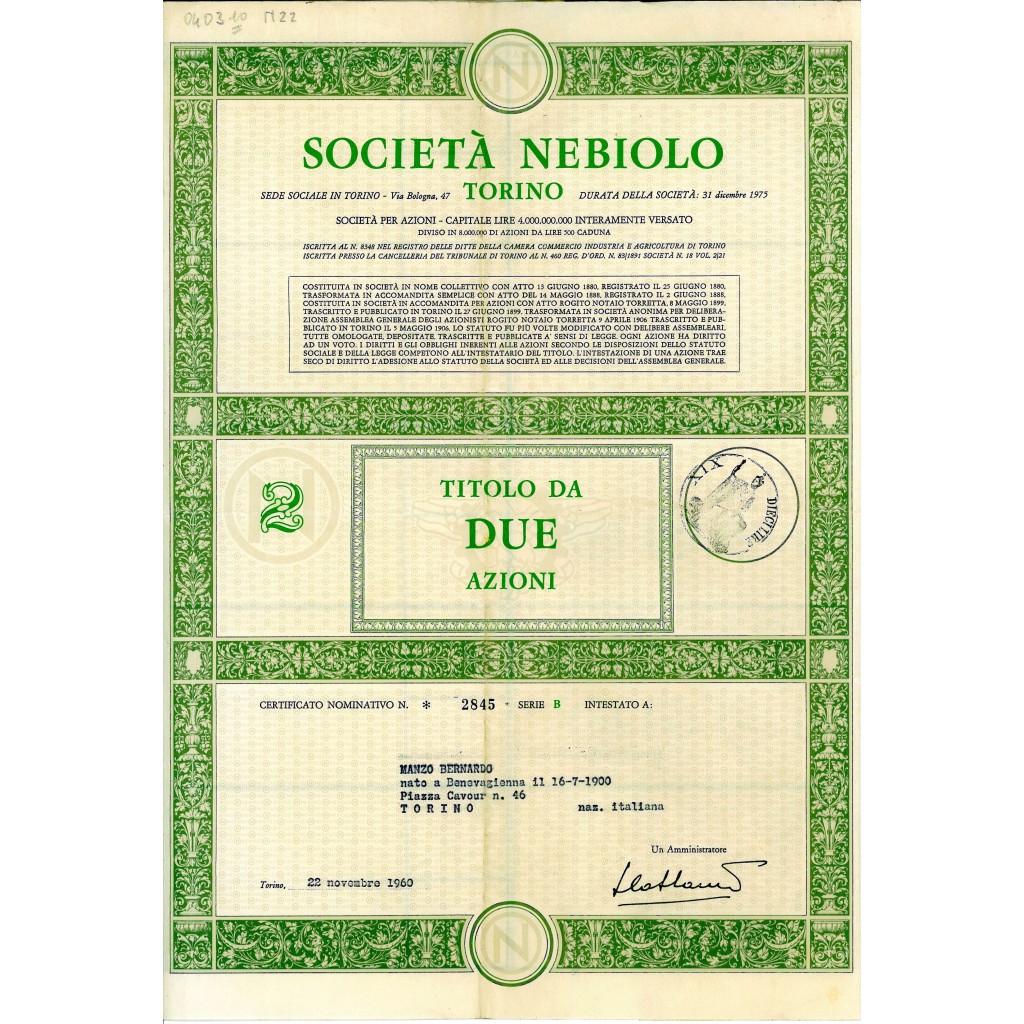 040310 M22
N
SOCIETÀ NEBIOLO
SEDE SOCIALE IN TORINO - Via Bologna, 47 TORINO DURATA DELLA SOCIETÀ: 31 dicembre 1975
SOCIETÀ PER AZIONI - CAPITALE LIRE 4.000.000.000 INTERAMENTE VERSATO
DIVISO IN 8.000.000 DI AZIONI DA LIRE 500 CADUNA
ISCRITTA AL N. 8348 NEL REGISTRO DELLE DITTE DELLA CAMERA COMMERCIO INDUSTRIA E AGRICOLTURA DI TORINO
ISCRITTA PRESSO LA CANCELLERIA DEL TRIBUNALE DI TORINO AL N. 460 REG. D'ORD. N. 83/1891 SOCIETÀ N. 18 VOL. 2/21
COSTITUITA IN SOCIETÀ IN NOME COLLETTIVO CON ATTO 13 GIUGNO 1880, REGISTRATO IL 25 GIUGNO 1880,
TRASFORMATA IN ACCOMANDITA SEMPLICE CON ATTO DEL 14 MAGGIO 1888, REGISTRATO IL 2 GIUGNO 1888,
COSTITUITA IN SOCIETÀ IN ACCOMANDITA PER AZIONI CON ATTO ROGITO NOTAIO TORRETTA, 8 MAGGIO 1899,
TRASCRITTO E PUBBLICATO IN TORINO IL 27 GIUGNO 1899. TRASFORMATA IN SOCIETÀ ANONIMA PER DELIBERA-
ZIONE ASSEMBLEA GENERALE DEGLI AZIONISTI ROGITO NOTAIO TORRETTA 9 APRILE 1906 TRASCRITTO E PUB-
BLICATO IN TORINO IL 5 MAGGIO 1906. LO STATUTO FU PIÙ VOLTE MODIFICATO CON DELIBERE ASSEMBLEARI,
TUTTE OMOLOGATE, DEPOSITATE, TRASCRITTE E PUBBLICATE A' SENSI DI LEGGE. OGNI AZIONE HA DIRITTO
AD UN VOTO. I DIRITTI E GLI OBBLIGHI INERENTI ALLE AZIONI SECONDO LE DISPOSIZIONI DELLO STATUTO
SOCIALE E DELLA LEGGE COMPETONO ALL'INTESTATARIO DEL TITOLO. L'INTESTAZIONE DI UNA AZIONE TRAE
SECO DI DIRITTO L'ADESIONE ALLO STATUTO DELLA SOCIETÀ ED ALLE DECISIONI DELL'ASSEMBLEA GENERALE.
2
TITOLO DA
DUE
AZIONI
XIX DIECI LIRE
CERTIFICATO NOMINATIVO N. * 2845 * SERIE B INTESTATO A:
MANZO BERNARDO
nato a Benevagienna il 16-7-1900
Piazza Cavour n. 46
TORINO naz. italiana
Un Amministratore
Torino, 22 novembre 1960
N